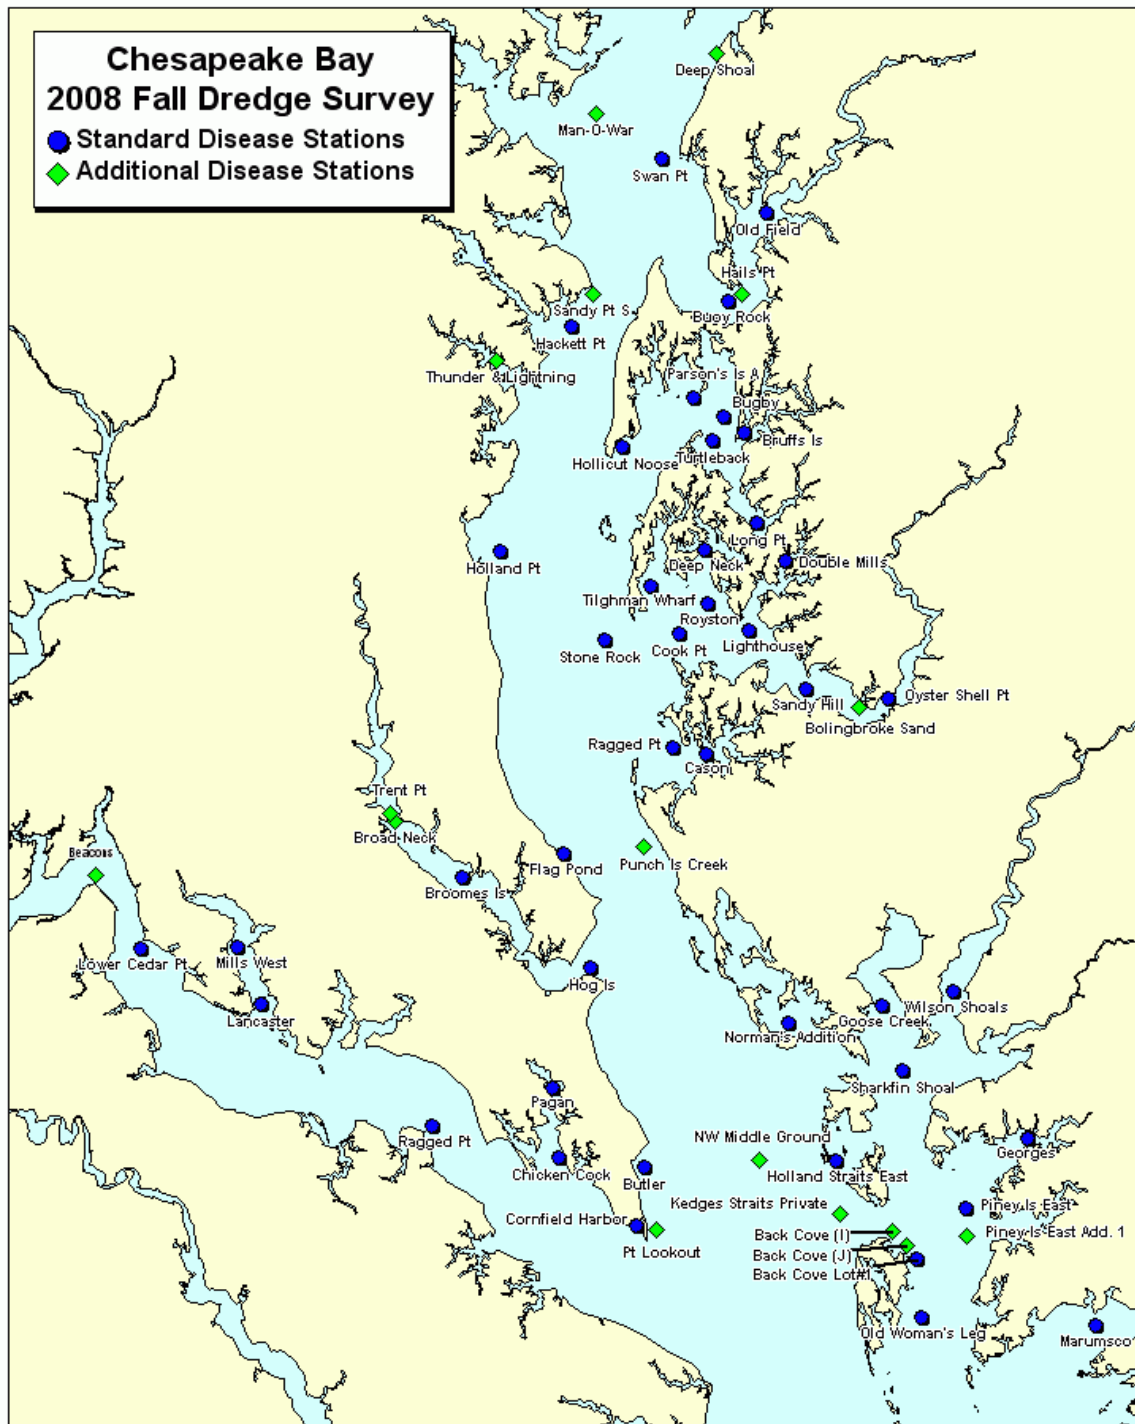 Chesapeake Bay
2008 Fall Dredge Survey
Standard Disease Stations
Additional Disease Stations
Deep Shoal
Man-O-War
Swan Pt
Old Field
Hails Pt
Sandy Pt S
Buoy Rock
Hackett Pt
Thunder & Lightning
Parson's Is A
Bugby
Bruffs Is
Turtleback
Hollicut Noose
Long Pt
Deep Neck
Double Mills
Holland Pt
Tilghman Wharf
Royston
Lighthouse
Cook Pt
Stone Rock
Sandy Hill
Oyster Shell Pt
Bolingbroke Sand
Ragged Pt
Cason
Trent Pt
Broad Neck
Beacons
Flag Pond
Punch Is Creek
Broomes Is
Lower Cedar Pt
Mills West
Hog Is
Lancaster
Wilson Shoals
Goose Creek
Norman's Addition
Sharkfin Shoal
Pagan
Ragged Pt
NW Middle Ground
Georges
Chicken Cock
Butler
Holland Straits East
Kedges Straits Private
Piney Is East
Cornfield Harbor
Pt Lookout
Back Cove (I)
Piney Is East Add. 1
Back Cove (J)
Back Cove Lot#1
Old Woman's Leg
Marumsco